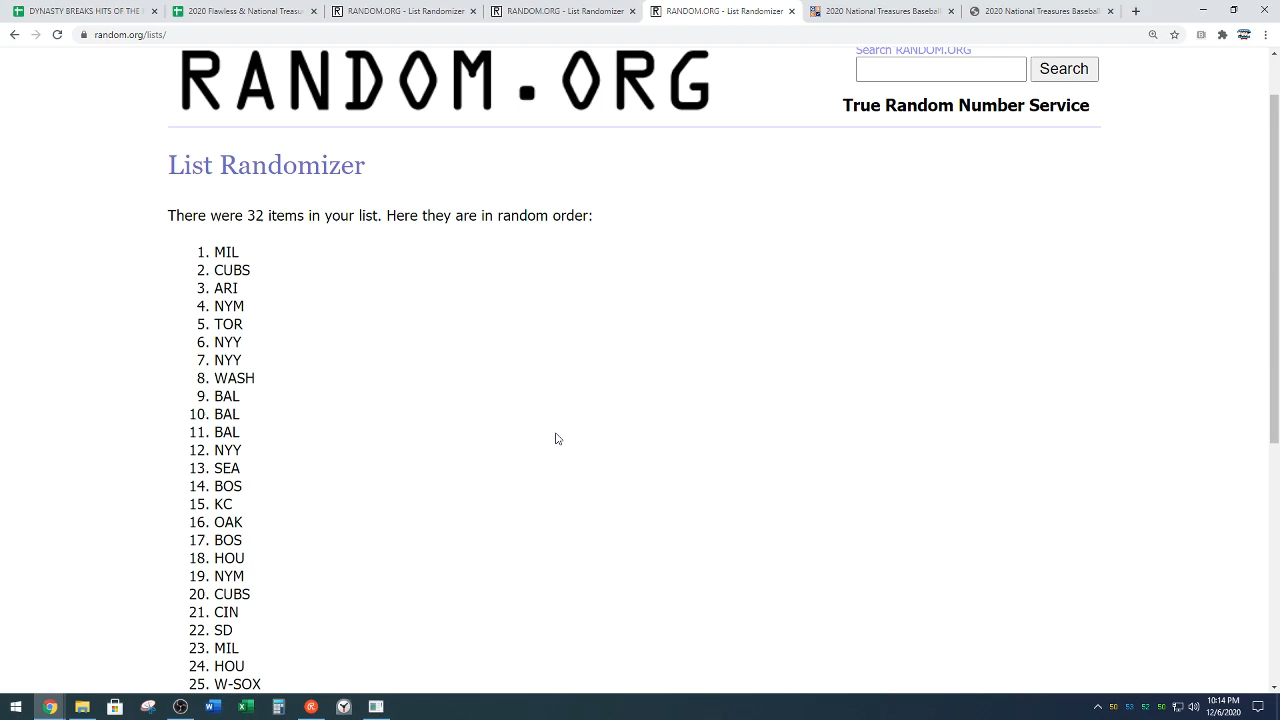 DYNASTY BREAKS HITS OF THE
2020 Flawless & National Treasu
RANDOM.ORG - List Randomizer
RANDOM.ORG - List Randomizer
RANDOM.ORG - List Randomizer
2020 National Treasures Baseball
2020 National Treasures Baseball
random.org/lists/
RANDOM.ORG
Search RANDOM.ORG
Search
True Random Number Service
List Randomizer
There were 32 items in your list. Here they are in random order:
1. MIL
2. CUBS
3. ARI
4. NYM
5. TOR
6. NYY
7. NYY
8. WASH
9. BAL
10. BAL
11. BAL
12. NYY
13. SEA
14. BOS
15. KC
16. OAK
17. BOS
18. HOU
19. NYM
20. CUBS
21. CIN
22. SD
23. MIL
24. HOU
25. W-SOX
50 53 52 50
10:14 PM
12/6/2020